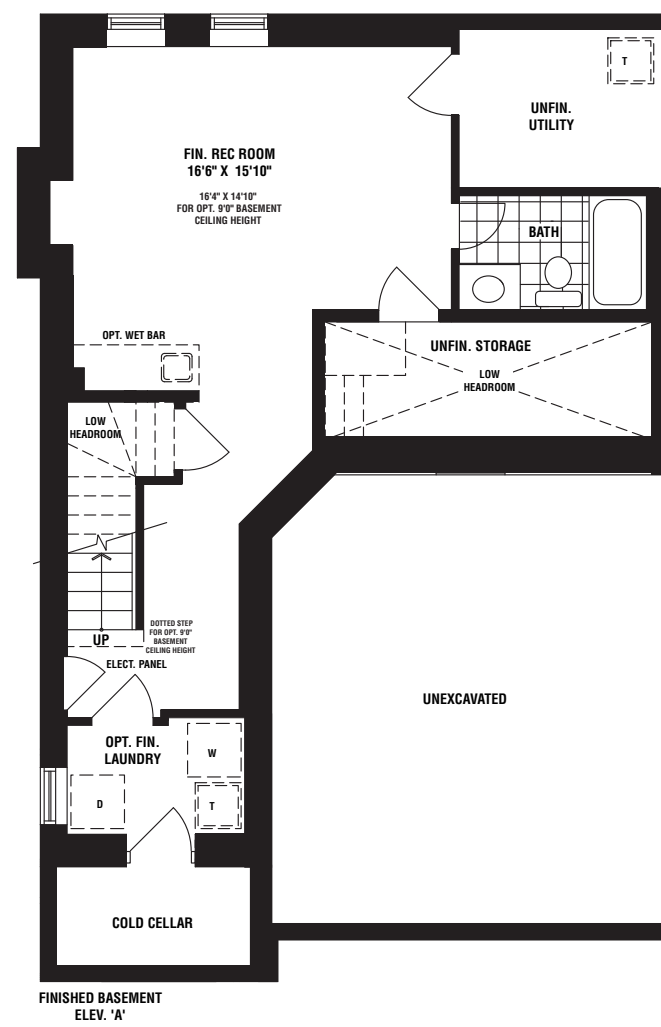 T
UNFIN.
UTILITY
FIN. REC ROOM
16'6" X 15'10"
16'4" X 14'10"
FOR OPT. 9'0" BASEMENT
CEILING HEIGHT
BATH
OPT. WET BAR
UNFIN. STORAGE
LOW
HEADROOM
LOW
HEADROOM
UP
DOTTED STEP
FOR OPT. 9'0"
BASEMENT
CEILING HEIGHT
ELECT. PANEL
UNEXCAVATED
OPT. FIN.
LAUNDRY
W
D
T
COLD CELLAR
FINISHED BASEMENT
ELEV. 'A'